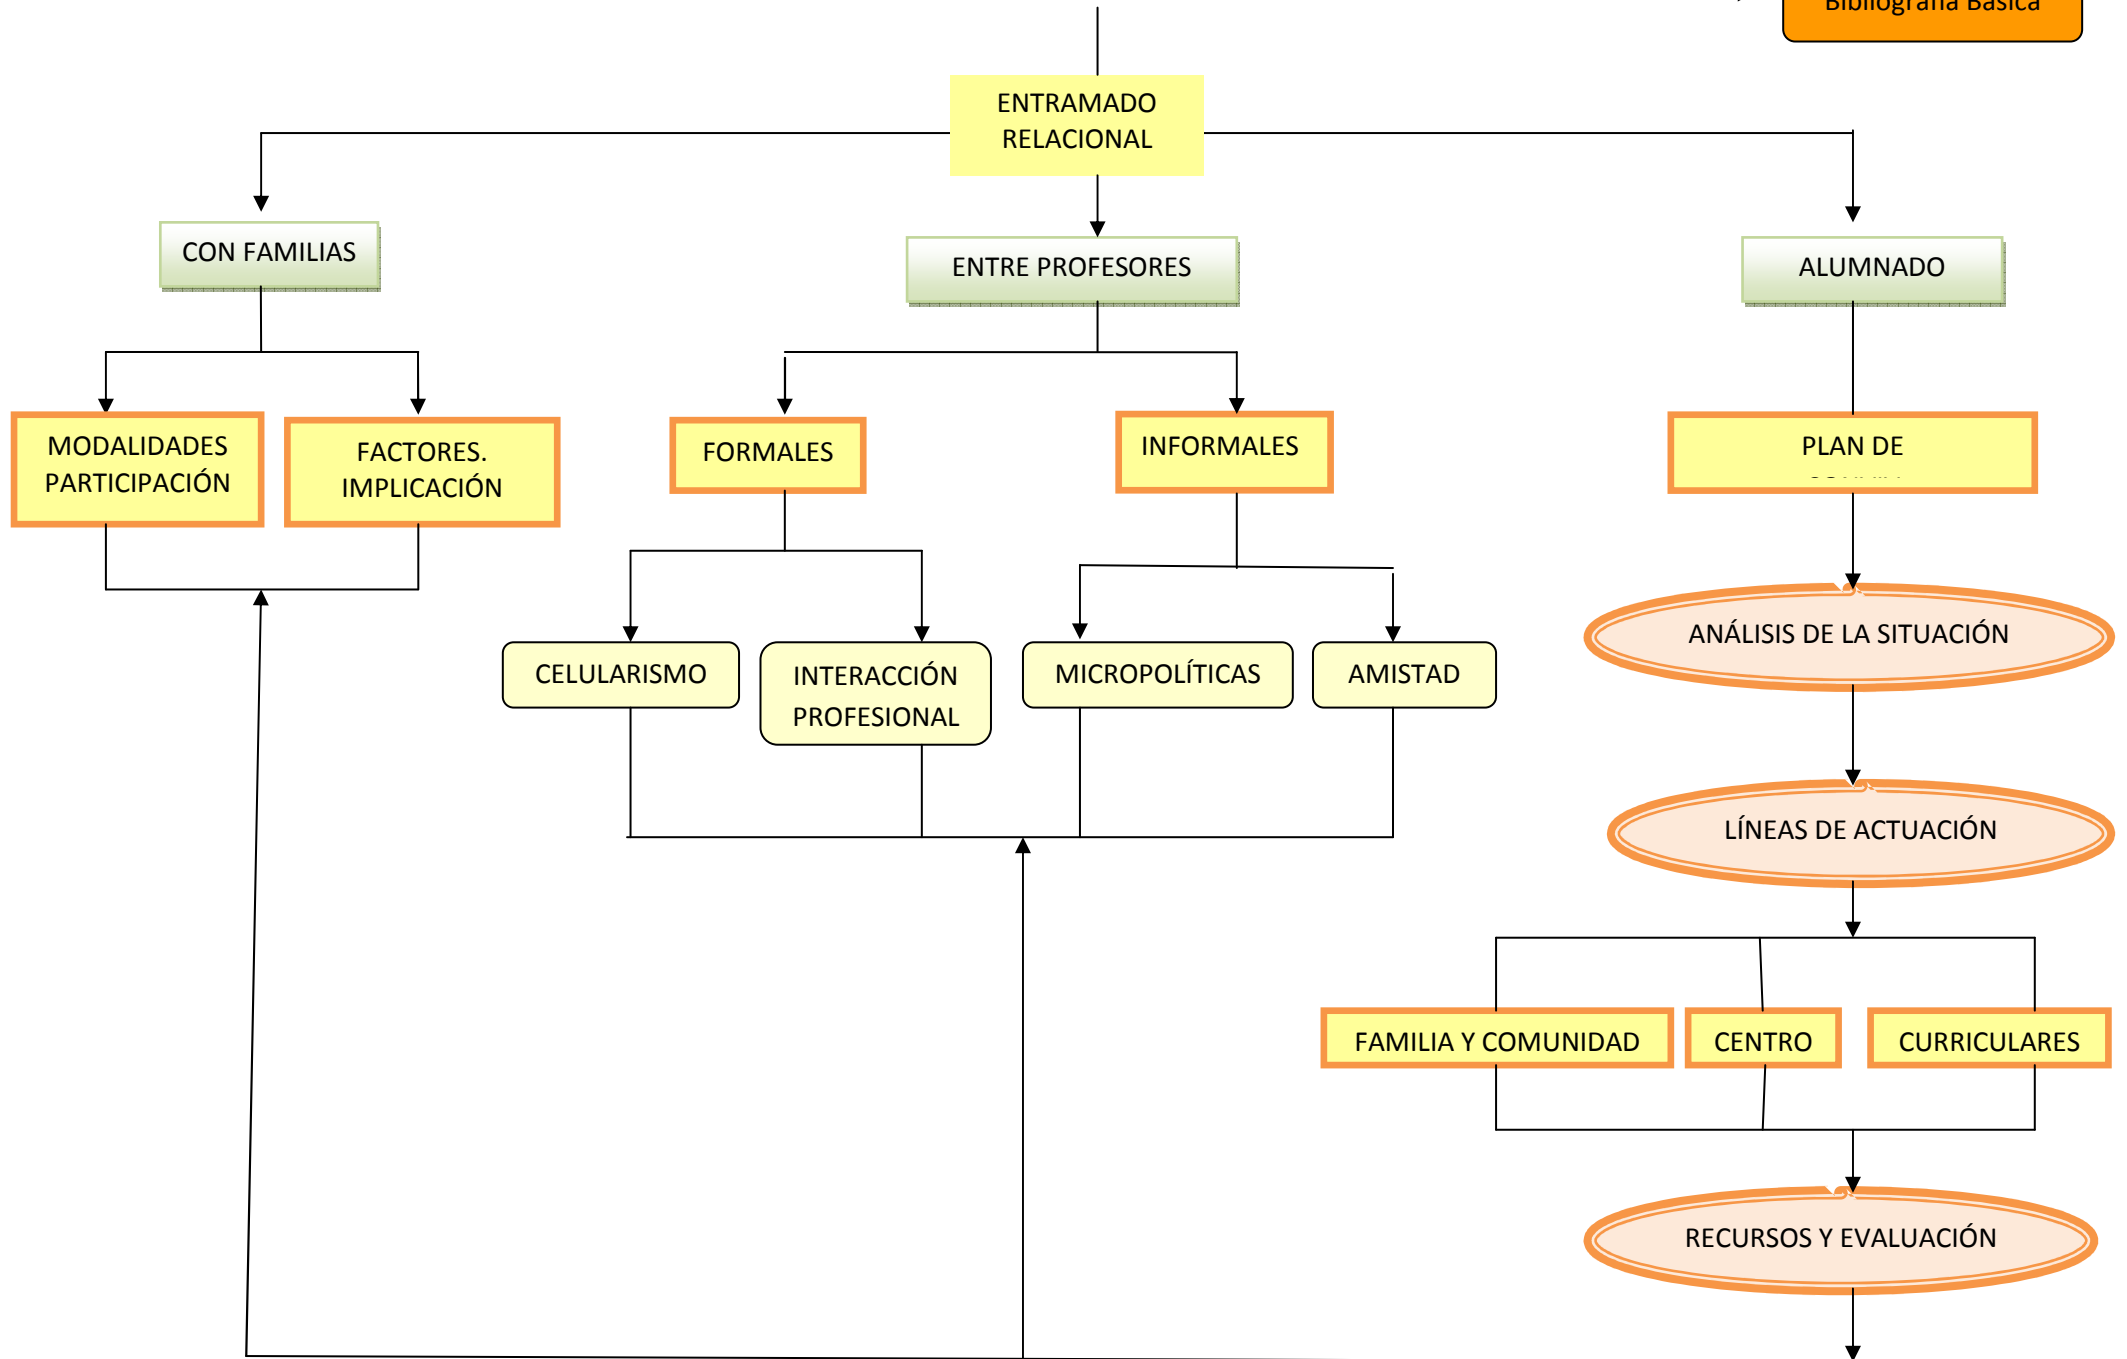 Bibliografía Básica
ENTRAMADO
RELACIONAL
CON FAMILIAS
ENTRE PROFESORES
ALUMNADO
MODALIDADES
PARTICIPACIÓN
FACTORES.
IMPLICACIÓN
FORMALES
INFORMALES
PLAN DE
CELULARISMO
INTERACCIÓN
PROFESIONAL
MICROPOLÍTICAS
AMISTAD
ANÁLISIS DE LA SITUACIÓN
LÍNEAS DE ACTUACIÓN
FAMILIA Y COMUNIDAD
CENTRO
CURRICULARES
RECURSOS Y EVALUACIÓN